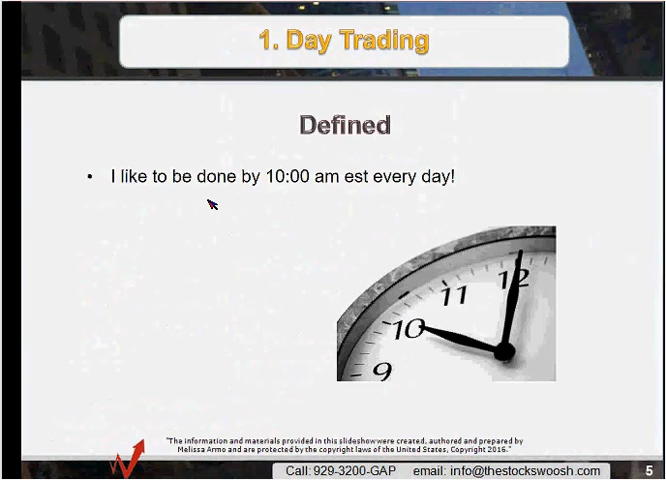 1. Day Trading
Defined
• I like to be done by 10:00 am est every day!
12
11
10
9
"The information and materials provided in this slideshow were created, authored and prepared by
Melissa Armo and are protected by the copyright laws of the United States, Copyright 2016."
Call: 929-3200-GAP email: info@thestockswoosh.com 5